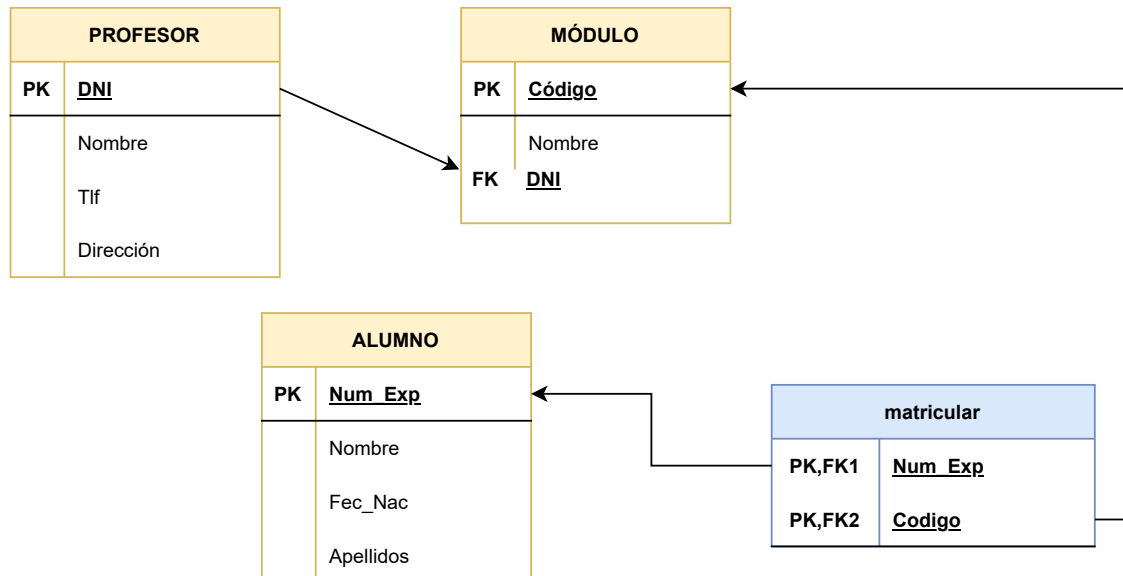 PROFESOR
PK DNI
Nombre
Tlf
Dirección
MÓDULO
PK Código
Nombre
FK DNI
ALUMNO
PK Num_Exp
Nombre
Fec_Nac
Apellidos
matricular
PK,FK1 Num_Exp
PK,FK2 Codigo